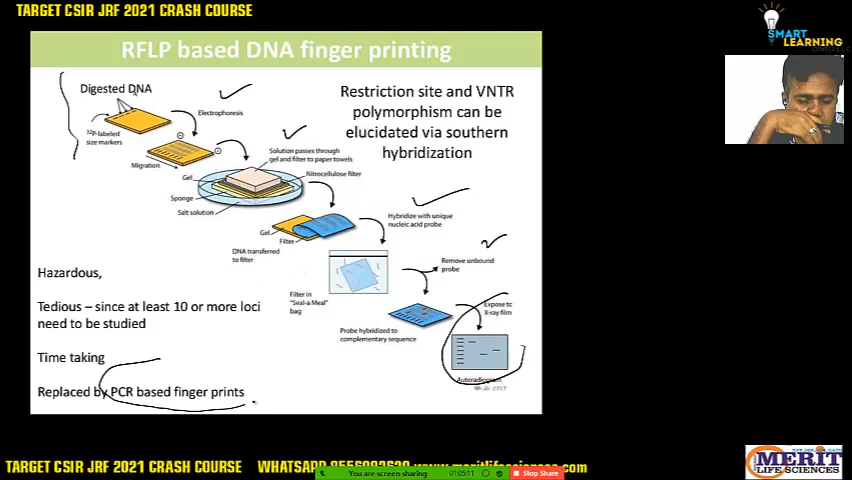 TARGET CSIR JRF 2021 CRASH COURSE
SMART
LEARNING
RFLP based DNA finger printing
Digested DNA
Electrophoresis
³²P-labeled
size markers
Migration
Solution passes through
gel and filter to paper towels
Gel
Nitrocellulose filter
Sponge
Salt solution
Restriction site and VNTR
polymorphism can be
elucidated via southern
hybridization
Hybridize with unique
nucleic acid probe
Gel
Filter
DNA transferred
to filter
Remove unbound
probe
Filter in
"Seal-a-Meal"
bag
Expose to
X-ray film
Probe hybridized to
complementary sequence
Autoradiogram
Hazardous,
Tedious – since at least 10 or more loci
need to be studied
Time taking
Replaced by PCR based finger prints
TARGET CSIR JRF 2021 CRASH COURSE
WHATSAPP
You are screen sharing
01:05:11
Stop Share
MERIT
LIFE SCIENCES